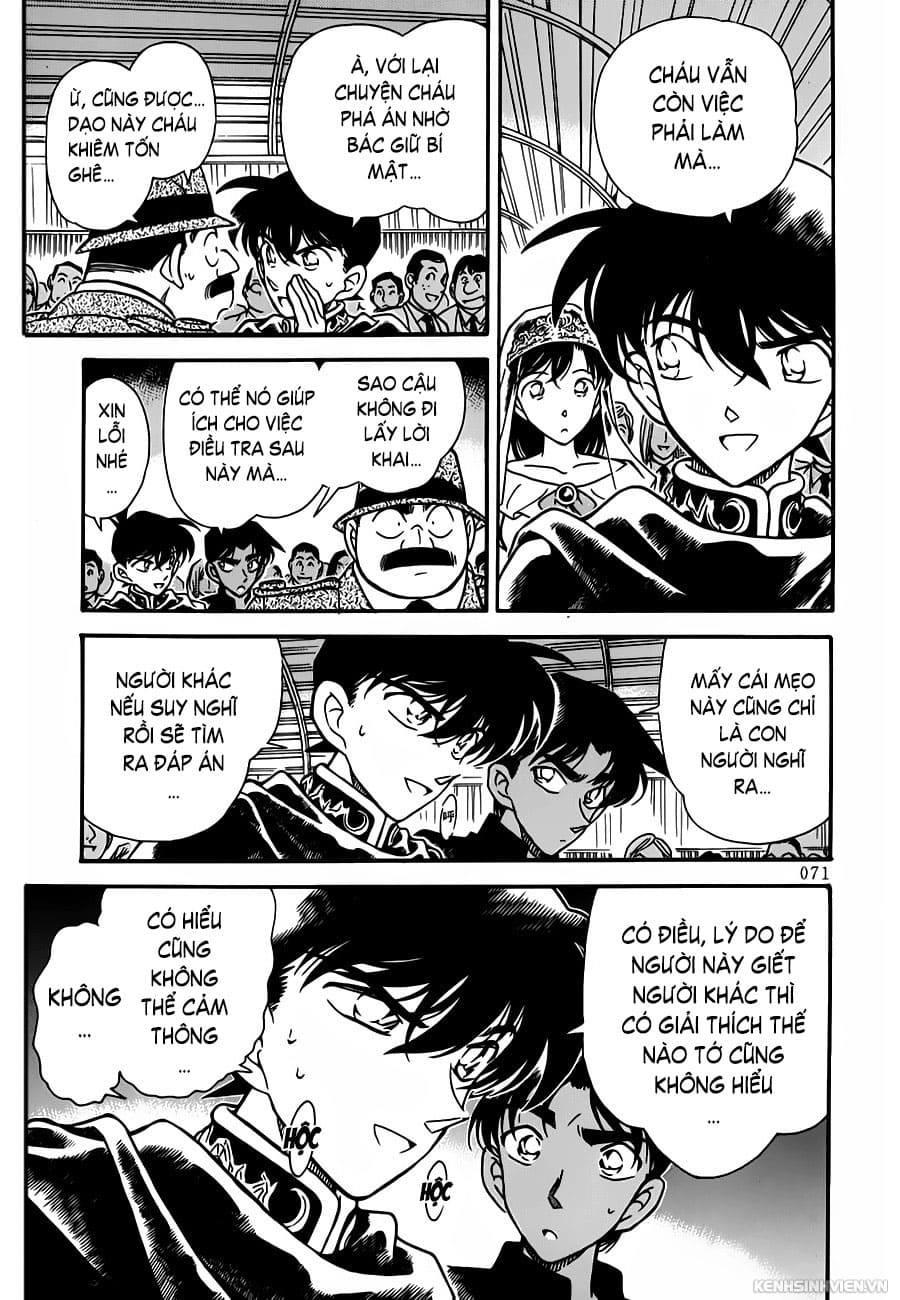 CHÁU VẪN
CÒN VIỆC
PHẢI LÀM
MÀ...
À, VỚI LẠI
CHUYỆN CHÁU
PHÁ ÁN NHỜ
BÁC GIỮ BÍ
MẬT...
Ừ, CŨNG ĐƯỢC...
DẠO NÀY CHÁU
KHIÊM TỐN
GHÊ...
SAO CẬU
KHÔNG ĐI
LẤY LỜI
KHAI...
CÓ THỂ NÓ GIÚP
ÍCH CHO VIỆC
ĐIỀU TRA SAU
NÀY MÀ...
XIN
LỖI
NHÉ
...
MẤY CÁI MẸO
NÀY CŨNG CHỈ
LÀ CON
NGƯỜI NGHĨ
RA...
NGƯỜI KHÁC
NẾU SUY NGHĨ
RỒI SẼ TÌM
RA ĐÁP ÁN
...
071
CÓ ĐIỀU, LÝ DO ĐỂ
NGƯỜI NÀY GIẾT
NGƯỜI KHÁC THÌ
CÓ GIẢI THÍCH THẾ
NÀO TỚ CŨNG
KHÔNG HIỂU
...
CÓ HIỂU
CŨNG
KHÔNG
THỂ CẢM
THÔNG
...
KHÔNG
...
HỘC
HỘC
KENHSINHVIEN.VN